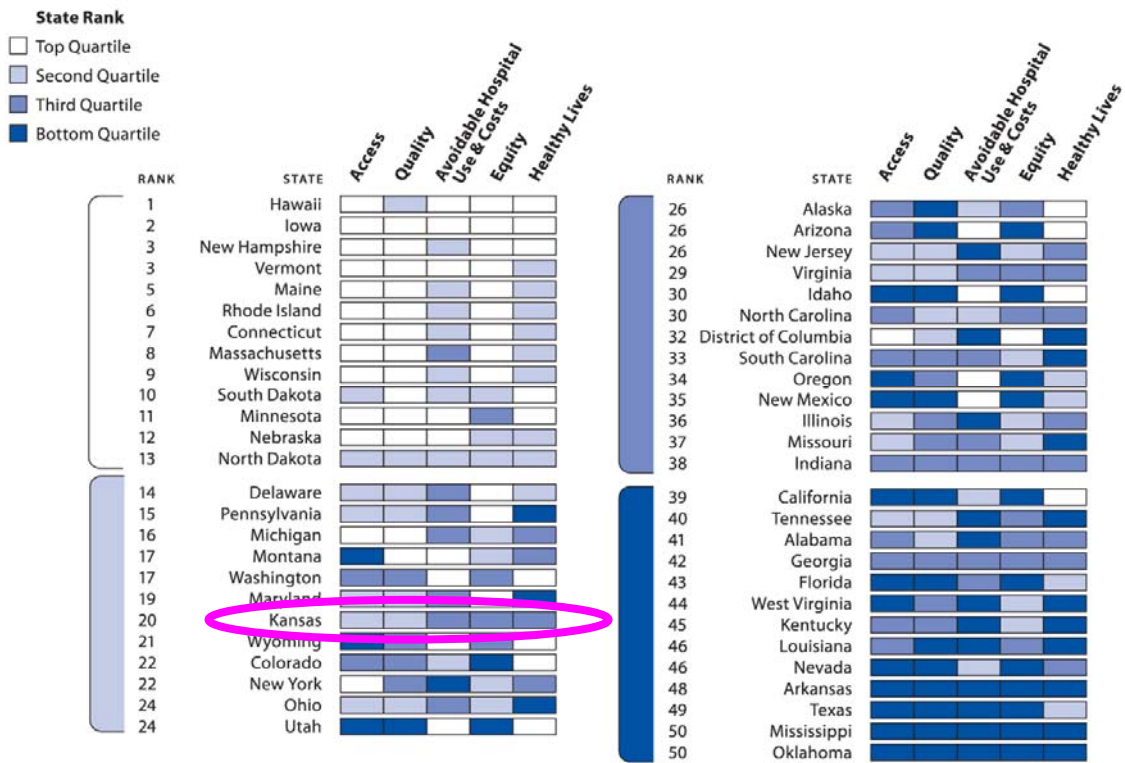 State Rank
Top Quartile
Second Quartile
Third Quartile
Bottom Quartile
RANK STATE Access Quality Avoidable Hospital Use & Costs Equity Healthy Lives
1 Hawaii
2 Iowa
3 New Hampshire
3 Vermont
5 Maine
6 Rhode Island
7 Connecticut
8 Massachusetts
9 Wisconsin
10 South Dakota
11 Minnesota
12 Nebraska
13 North Dakota
14 Delaware
15 Pennsylvania
16 Michigan
17 Montana
17 Washington
19 Maryland
20 Kansas
21 Wyoming
22 Colorado
22 New York
24 Ohio
24 Utah
RANK STATE Access Quality Avoidable Hospital Use & Costs Equity Healthy Lives
26 Alaska
26 Arizona
26 New Jersey
29 Virginia
30 Idaho
30 North Carolina
32 District of Columbia
33 South Carolina
34 Oregon
35 New Mexico
36 Illinois
37 Missouri
38 Indiana
39 California
40 Tennessee
41 Alabama
42 Georgia
43 Florida
44 West Virginia
45 Kentucky
46 Louisiana
46 Nevada
48 Arkansas
49 Texas
50 Mississippi
50 Oklahoma